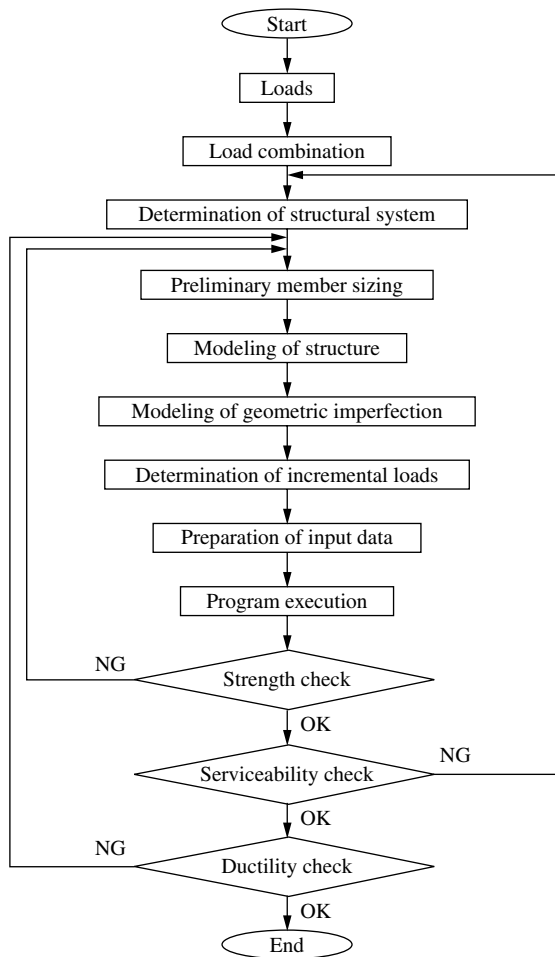 Start
Loads
Load combination
Determination of structural system
Preliminary member sizing
Modeling of structure
Modeling of geometric imperfection
Determination of incremental loads
Preparation of input data
Program execution
NG
Strength check
OK
Serviceability check
NG
OK
NG
Ductility check
OK
End